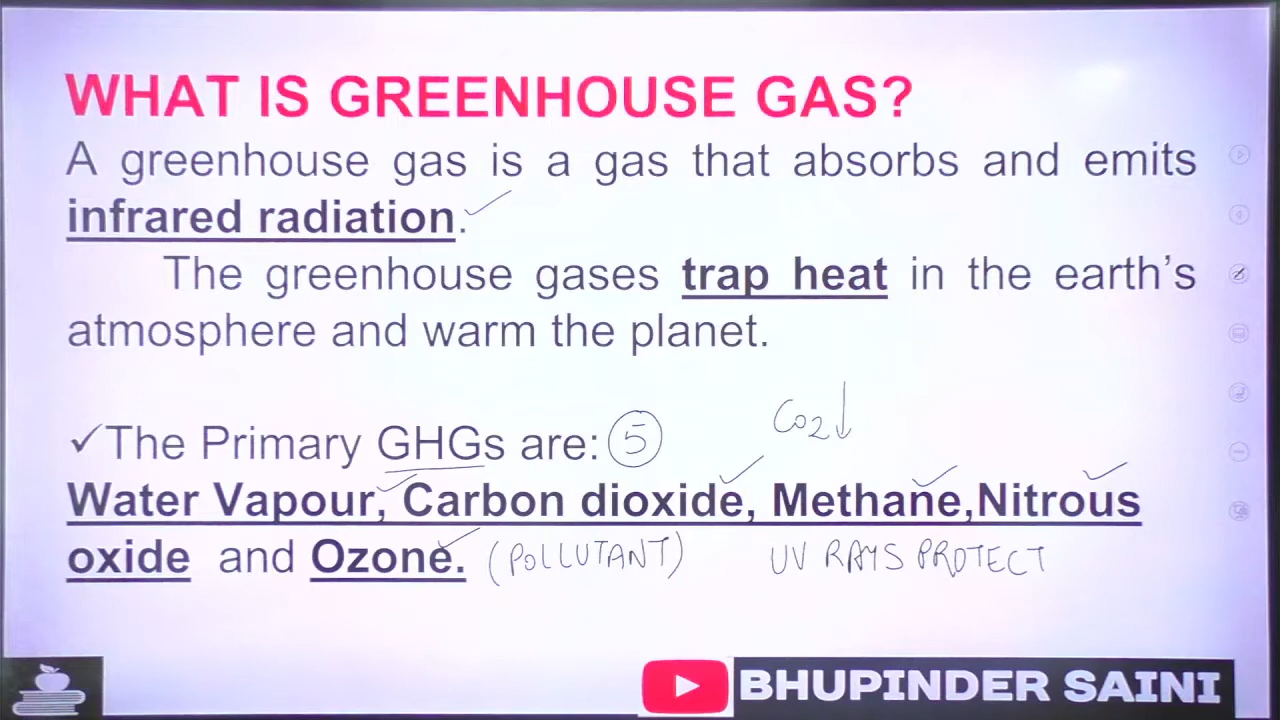 WHAT IS GREENHOUSE GAS?
A greenhouse gas is a gas that absorbs and emits
infrared radiation.
The greenhouse gases trap heat in the earth's
atmosphere and warm the planet.
CO2↓
✓The Primary GHGs are: 5
Water Vapour, Carbon dioxide, Methane,Nitrous
oxide and Ozone. (POLLUTANT) UV RAYS PROTECT
BHUPINDER SAINI